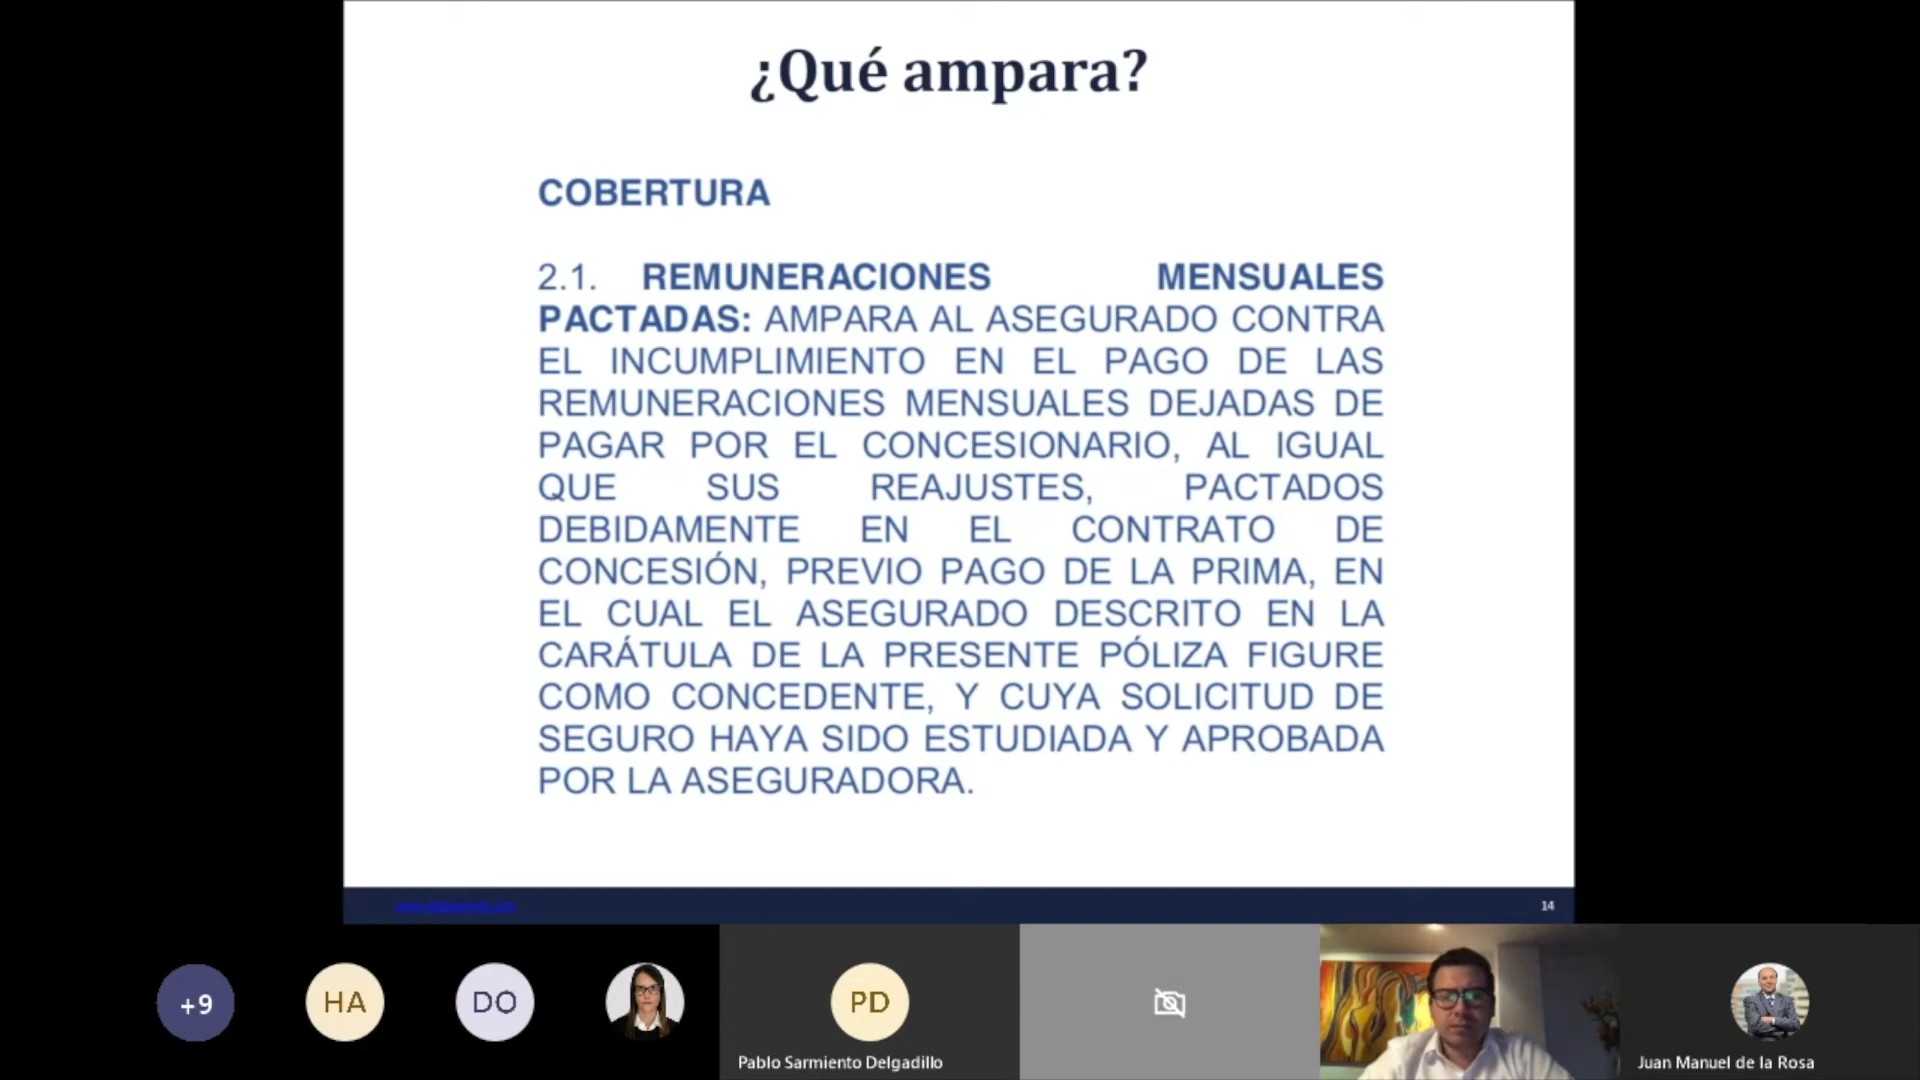 ¿Qué ampara?
COBERTURA
2.1. REMUNERACIONES MENSUALES
PACTADAS: AMPARA AL ASEGURADO CONTRA
EL INCUMPLIMIENTO EN EL PAGO DE LAS
REMUNERACIONES MENSUALES DEJADAS DE
PAGAR POR EL CONCESIONARIO, AL IGUAL
QUE SUS REAJUSTES, PACTADOS
DEBIDAMENTE EN EL CONTRATO DE
CONCESIÓN, PREVIO PAGO DE LA PRIMA, EN
EL CUAL EL ASEGURADO DESCRITO EN LA
CARÁTULA DE LA PRESENTE PÓLIZA FIGURE
COMO CONCEDENTE, Y CUYA SOLICITUD DE
SEGURO HAYA SIDO ESTUDIADA Y APROBADA
POR LA ASEGURADORA.
14
+9
HA
DO
PD
Pablo Sarmiento Delgadillo
Juan Manuel de la Rosa